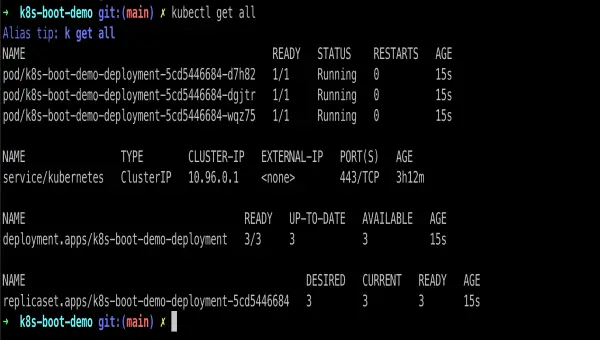 ➜  k8s-boot-demo git:(main) ✗ kubectl get all
Alias tip: k get all
NAME                                            READY   STATUS    RESTARTS   AGE
pod/k8s-boot-demo-deployment-5cd5446684-d7h82   1/1     Running   0          15s
pod/k8s-boot-demo-deployment-5cd5446684-dgjtr   1/1     Running   0          15s
pod/k8s-boot-demo-deployment-5cd5446684-wqz75   1/1     Running   0          15s
NAME                 TYPE        CLUSTER-IP   EXTERNAL-IP   PORT(S)   AGE
service/kubernetes   ClusterIP   10.96.0.1    <none>        443/TCP   3h12m
NAME                                       READY   UP-TO-DATE   AVAILABLE   AGE
deployment.apps/k8s-boot-demo-deployment   3/3     3            3           15s
NAME                                                  DESIRED   CURRENT   READY   AGE
replicaset.apps/k8s-boot-demo-deployment-5cd5446684   3         3         3       15s
➜  k8s-boot-demo git:(main) ✗